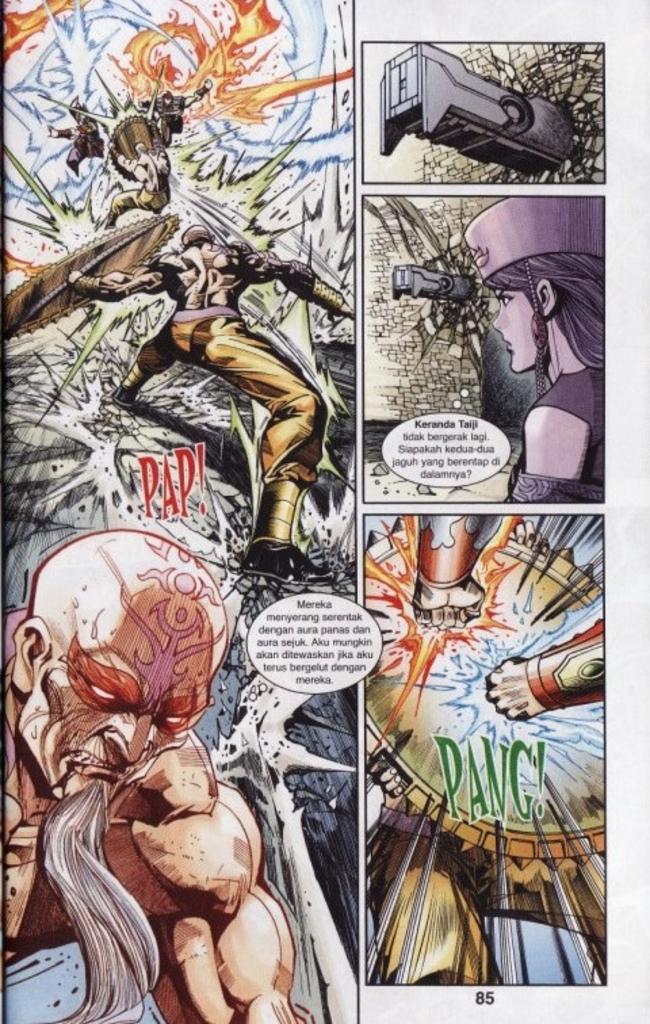 PAP!
Mereka
menyerang serentak
dengan aura panas dan
aura sejuk. Aku mungkin
akan ditewaskan jika aku
terus bergelut dengan
mereka.
Keranda Taiji
tidak bergerak lagi.
Siapakah kedua-dua
jaguh yang berentap di
dalamnya?
PANG!
85